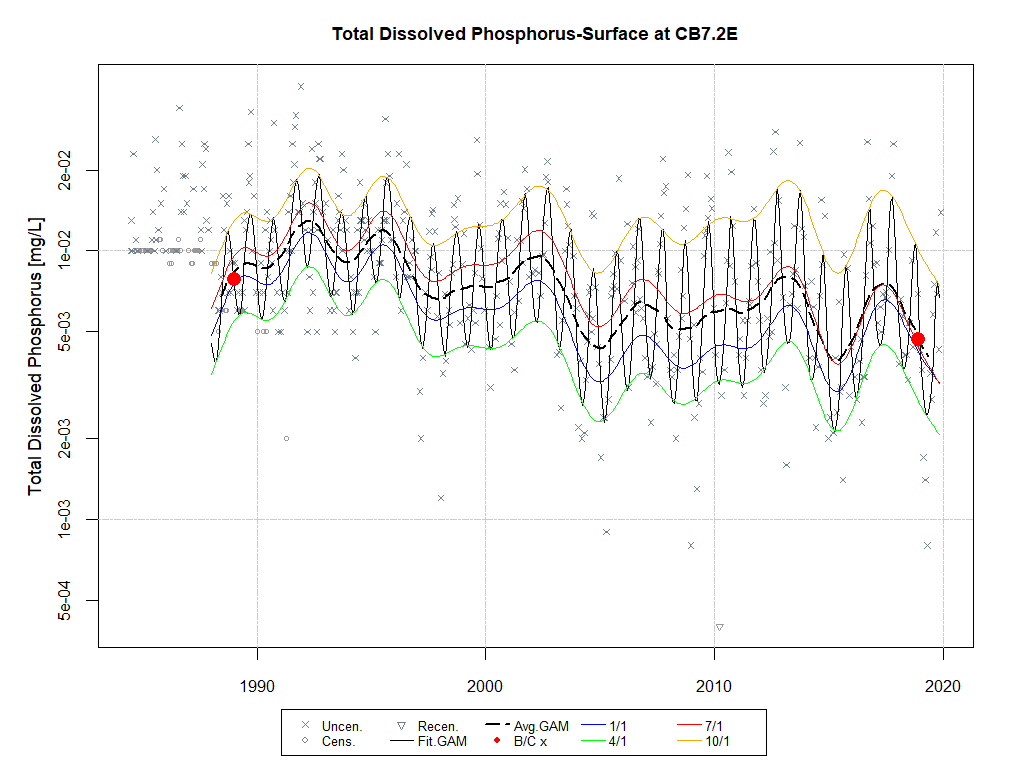 Total Dissolved Phosphorus-Surface at CB7.2E
Total Dissolved Phosphorus [mg/L]
2e-02
1e-02
5e-03
2e-03
1e-03
5e-04
1990 2000 2010 2020
Uncen. Recen. Avg.GAM 1/1 7/1
Cens. Fit.GAM B/C x 4/1 10/1